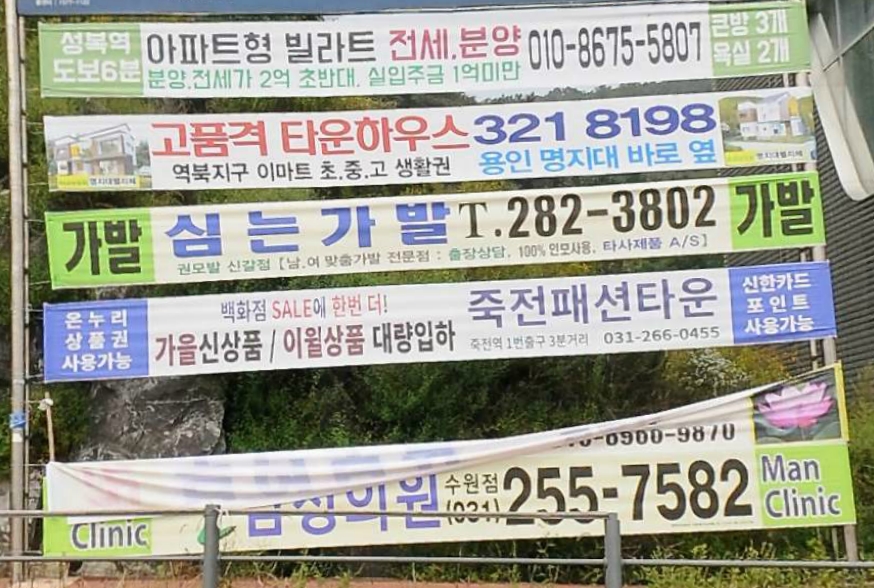 성복역
도보6분
아파트형 빌라트 전세.분양 010-8675-5807
분양.전세가 2억 초반대. 실입주금 1억미만
큰방 3개
욕실 2개
고품격 타운하우스 321 8198
역북지구 이마트 초.중.고 생활권 용인 명지대 바로 옆
가발
심는가발 T.282-3802
권모발 신갈점 [남.여 맞춤가발 전문점 : 출장상담. 100% 인모사용. 타사제품 A/S]
가발
온누리
상품권
사용가능
백화점 SALE에 한번 더!
가을신상품 / 이월상품 대량입하
죽전패션타운
죽전역 1번출구 3분거리 031-266-0455
신한카드
포인트
사용가능
Clinic
남성의원 수원점
(031) 255-7582
Man
Clinic